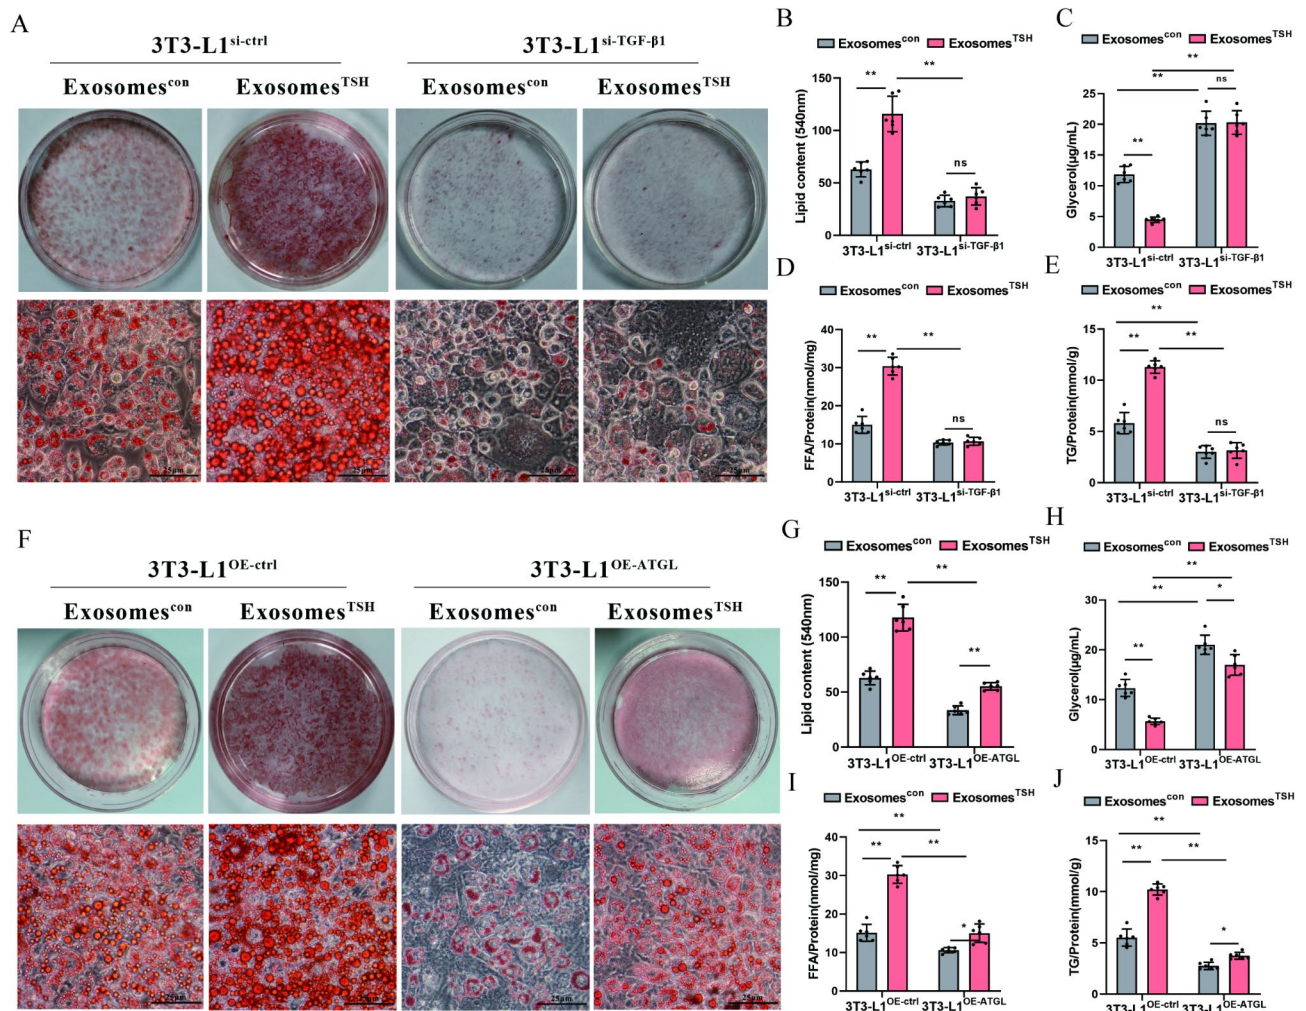 A
3T3-L1si-ctrl
3T3-L1si-TGF-β1
Exosomescon
ExosomesTSH
Exosomescon
ExosomesTSH
25μm
25μm
25μm
25μm
B
Exosomescon
ExosomesTSH
Lipid content (540nm)
150
100
50
0
**
**
ns
3T3-L1si-ctrl
3T3-L1si-TGF-β1
C
Exosomescon
ExosomesTSH
Glycerol(μg/mL)
25
20
15
10
5
0
**
**
**
ns
3T3-L1si-ctrl
3T3-L1si-TGF-β1
D
Exosomescon
ExosomesTSH
FFA/Protein(nmol/mg)
40
30
20
10
0
**
**
ns
3T3-L1si-ctrl
3T3-L1si-TGF-β1
E
Exosomescon
ExosomesTSH
TG/Protein(mmol/g)
15
10
5
0
**
**
**
ns
3T3-L1si-ctrl
3T3-L1si-TGF-β1
F
3T3-L1OE-ctrl
3T3-L1OE-ATGL
Exosomescon
ExosomesTSH
Exosomescon
ExosomesTSH
25μm
25μm
25μm
25μm
G
Exosomescon
ExosomesTSH
Lipid content (540nm)
150
100
50
0
**
**
**
3T3-L1OE-ctrl
3T3-L1OE-ATGL
H
Exosomescon
ExosomesTSH
Glycerol(μg/mL)
30
20
10
0
**
**
**
*
3T3-L1OE-ctrl
3T3-L1OE-ATGL
I
Exosomescon
ExosomesTSH
FFA/Protein(nmol/mg)
40
30
20
10
0
**
**
**
*
3T3-L1OE-ctrl
3T3-L1OE-ATGL
J
Exosomescon
ExosomesTSH
TG/Protein(mmol/g)
15
10
5
0
**
**
**
*
3T3-L1OE-ctrl
3T3-L1OE-ATGL